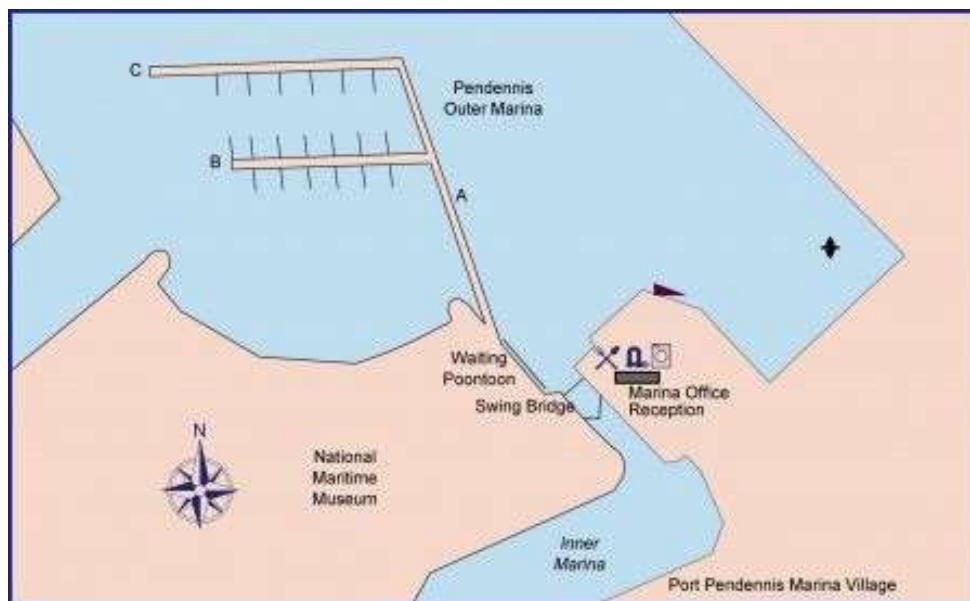 C
Pendennis
Outer Marina
B
A
Waiting
Poontoon
Swing Bridge
Marina Office
Reception
N
National
Maritime
Museum
Inner
Marina
Port Pendennis Marina Village